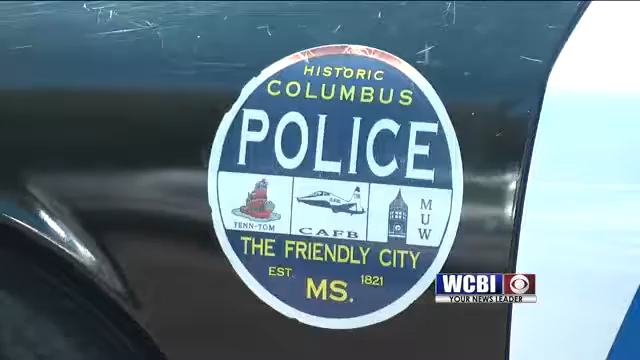 HISTORIC
COLUMBUS
POLICE
TENN-TOM
CAFB
MUW
THE FRIENDLY CITY
EST. 1821
MS.
WCBI
YOUR NEWS LEADER